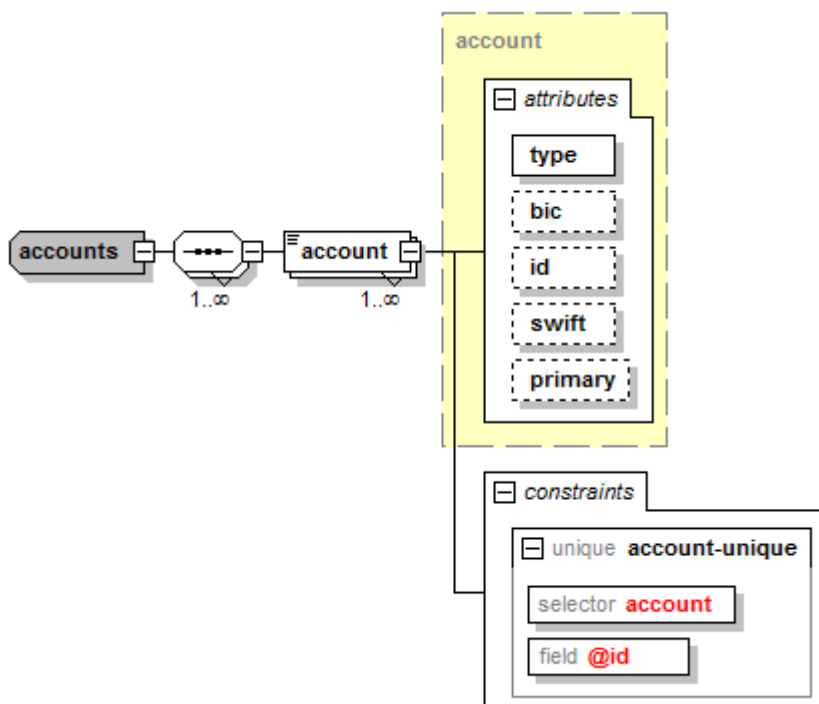 account
attributes
type
bic
accounts
account
id
1..∞
1..∞
swift
primary
constraints
unique account-unique
selector account
field @id